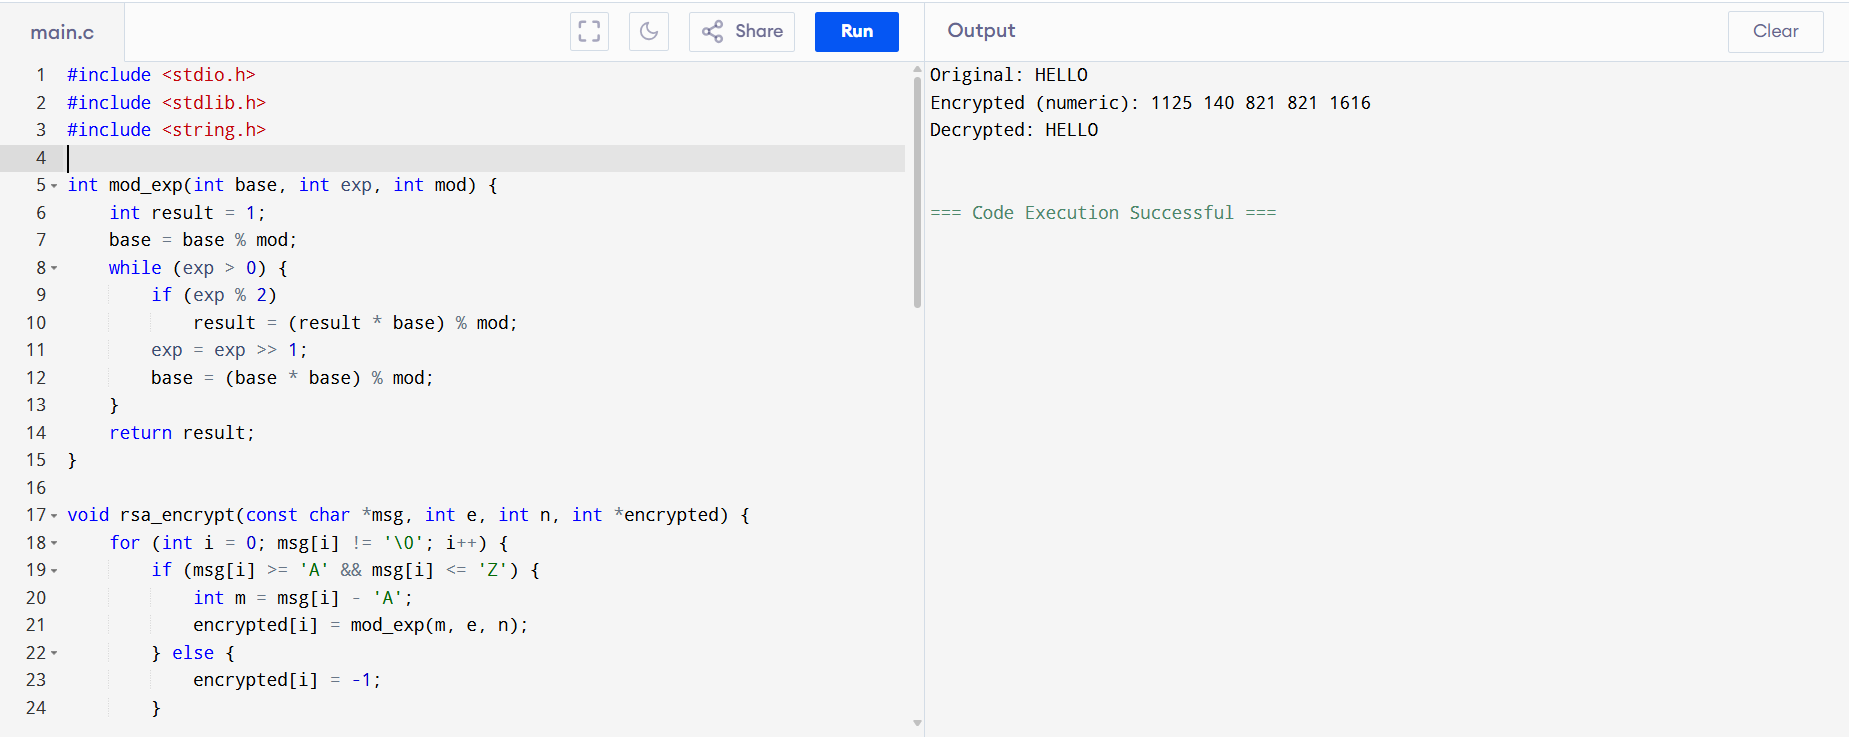 main.c
Share
Run
Output
Clear
1 #include <stdio.h>
2 #include <stdlib.h>
3 #include <string.h>
4
5 int mod_exp(int base, int exp, int mod) {
6     int result = 1;
7     base = base % mod;
8     while (exp > 0) {
9         if (exp % 2)
10             result = (result * base) % mod;
11         exp = exp >> 1;
12         base = (base * base) % mod;
13     }
14     return result;
15 }
16
17 void rsa_encrypt(const char *msg, int e, int n, int *encrypted) {
18     for (int i = 0; msg[i] != '\0'; i++) {
19         if (msg[i] >= 'A' && msg[i] <= 'Z') {
20             int m = msg[i] - 'A';
21             encrypted[i] = mod_exp(m, e, n);
22         } else {
23             encrypted[i] = -1;
24         }
Original: HELLO
Encrypted (numeric): 1125 140 821 821 1616
Decrypted: HELLO
=== Code Execution Successful ===